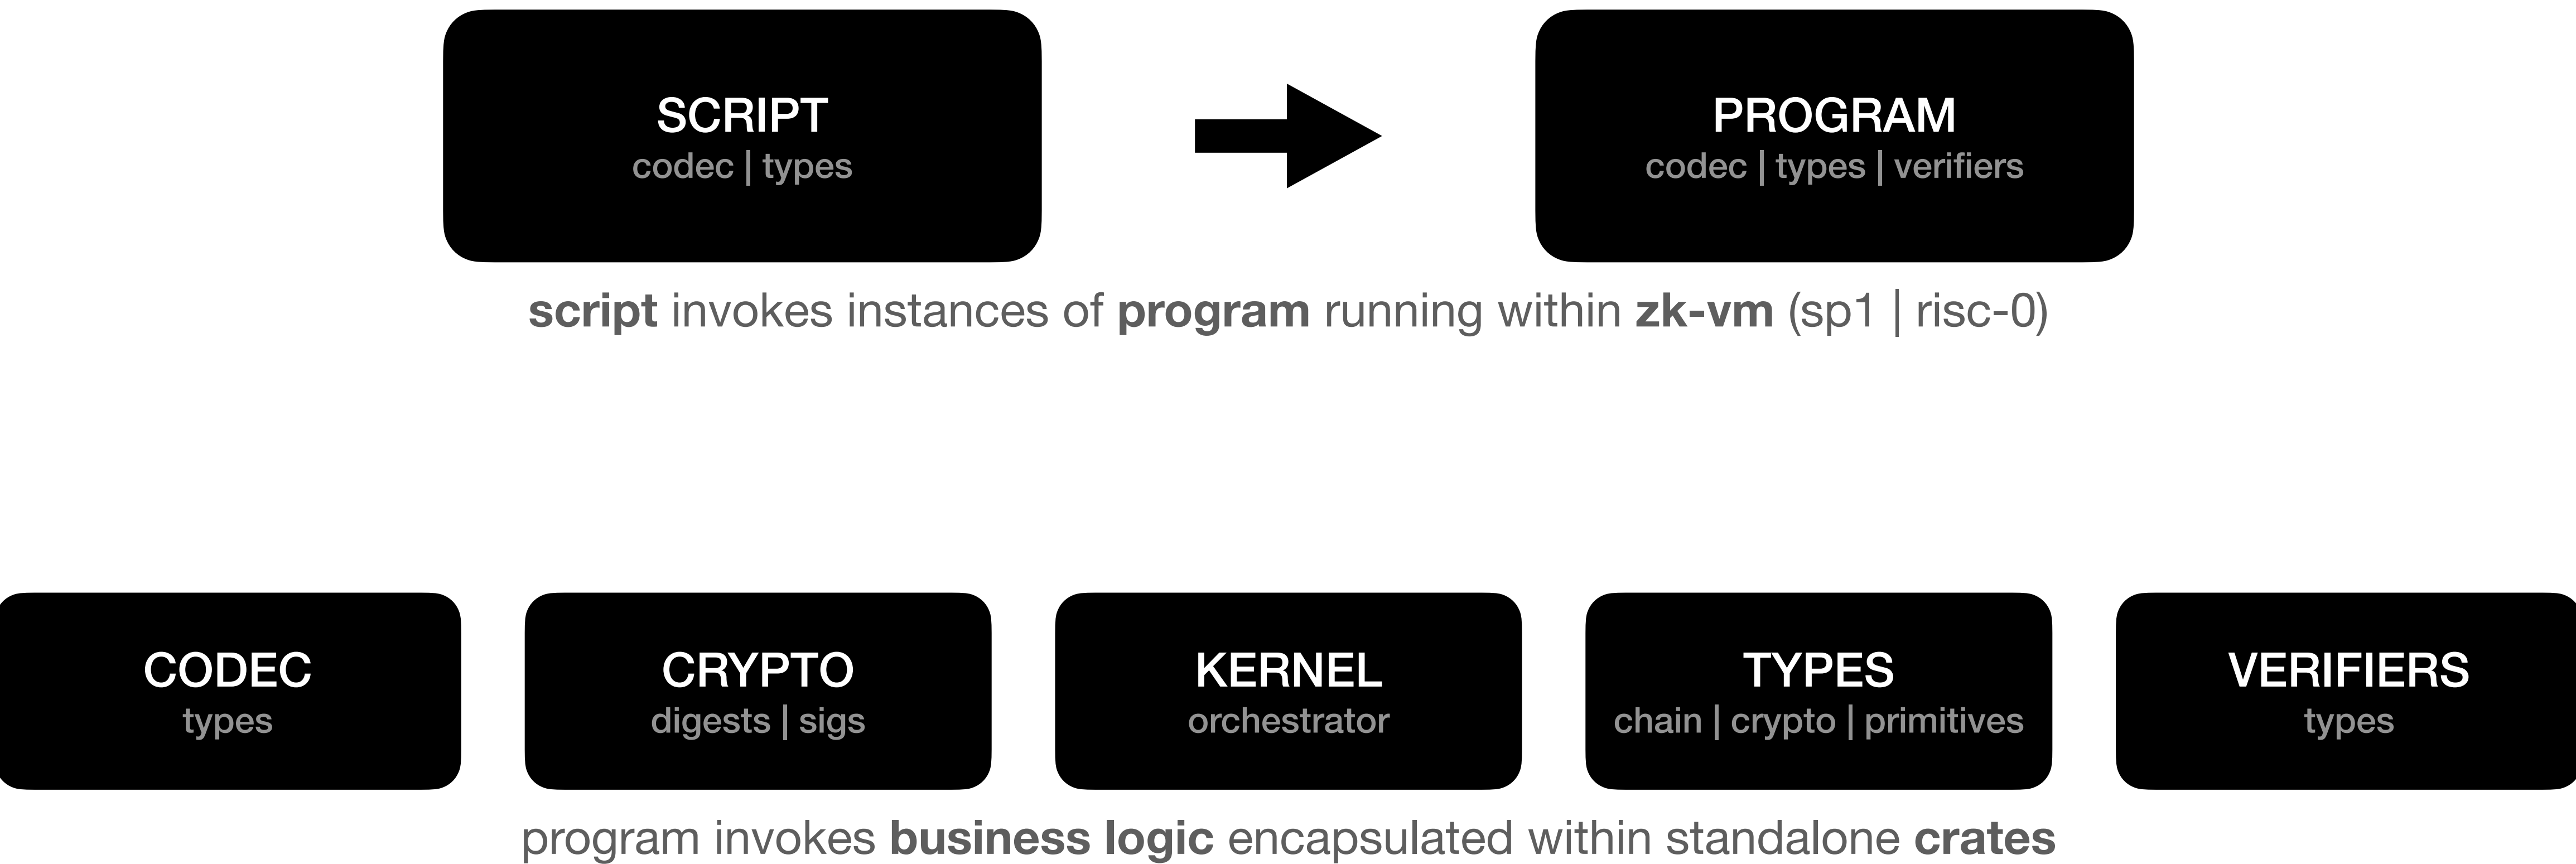 SCRIPT
codec | types
PROGRAM
codec | types | verifiers
script invokes instances of program running within zk-vm (sp1 | risc-0)
CODEC
types
CRYPTO
digests | sigs
KERNEL
orchestrator
TYPES
chain | crypto | primitives
VERIFIERS
types
program invokes business logic encapsulated within standalone crates